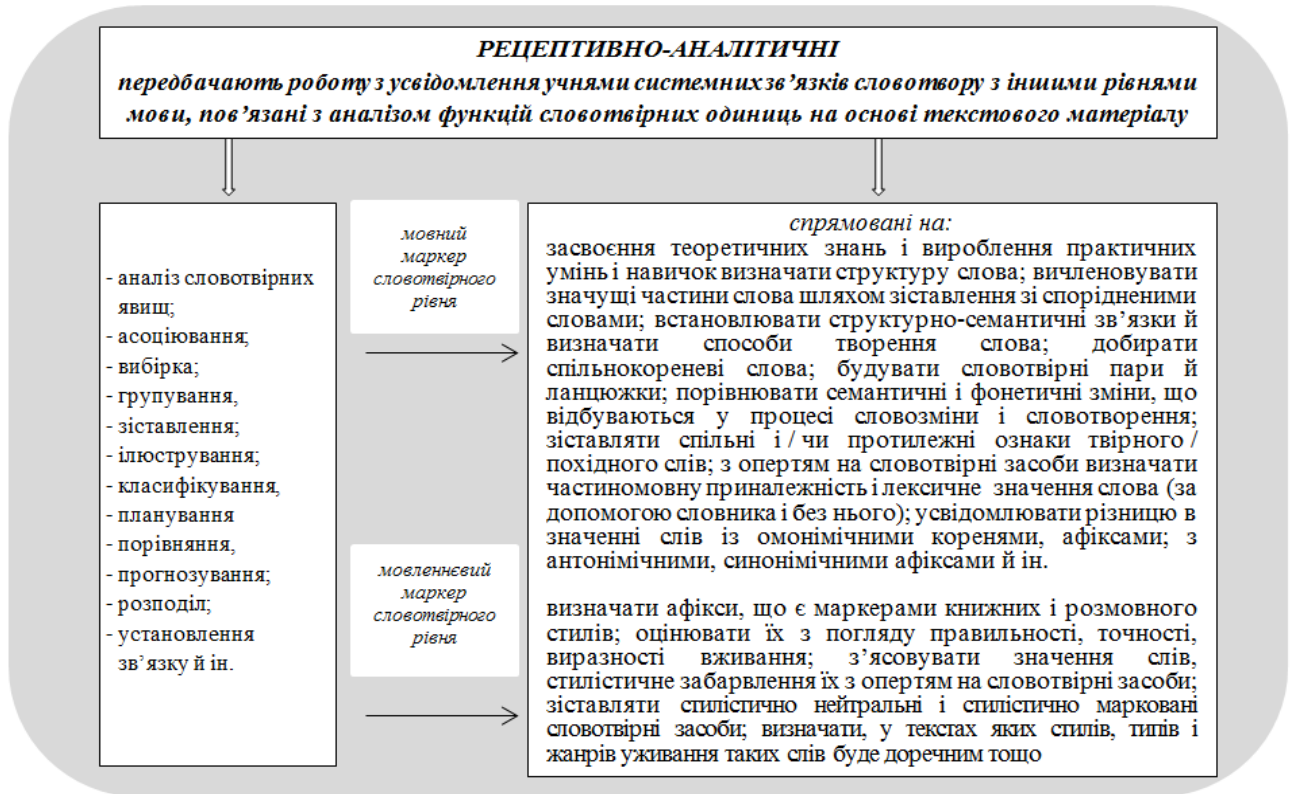 РЕЦЕПТИВНО-АНАЛІТИЧНІ
передбачають роботу з усвідомлення учнями системних зв’язків словотвору з іншими рівнями
мови, пов’язані з аналізом функцій словотвірних одиниць на основі текстового матеріалу
- аналіз словотвірних
явищ;
- асоціювання;
- вибірка;
- групування,
- зіставлення;
- ілюстрування;
- класифікування,
- планування
- порівняння,
- прогнозування;
- розподіл;
- установлення
зв’язку й ін.
мовний
маркер
словотвірного
рівня
мовленнєвий
маркер
словотвірного
рівня
спрямовані на:
засвоєння теоретичних знань і вироблення практичних
умінь і навичок визначати структуру слова; вичленовувати
значущі частини слова шляхом зіставлення зі спорідненими
словами; встановлювати структурно-семантичні зв’язки й
визначати способи творення слова; добирати
спільнокореневі слова; будувати словотвірні пари й
ланцюжки; порівнювати семантичні і фонетичні зміни, що
відбуваються у процесі словозміни і словотворення;
зіставляти спільні і / чи протилежні ознаки твірного /
похідного слів; з опертям на словотвірні засоби визначати
частиномовну приналежність і лексичне значення слова (за
допомогою словника і без нього); усвідомлювати різницю в
значенні слів із омонімічними коренями, афіксами; з
антонімічними, синонімічними афіксами й ін.
визначати афікси, що є маркерами книжних і розмовного
стилів; оцінювати їх з погляду правильності, точності,
виразності вживання; з’ясовувати значення слів,
стилістичне забарвлення їх з опертям на словотвірні засоби;
зіставляти стилістично нейтральні і стилістично марковані
словотвірні засоби; визначати, у текстах яких стилів, типів і
жанрів уживання таких слів буде доречним тощо